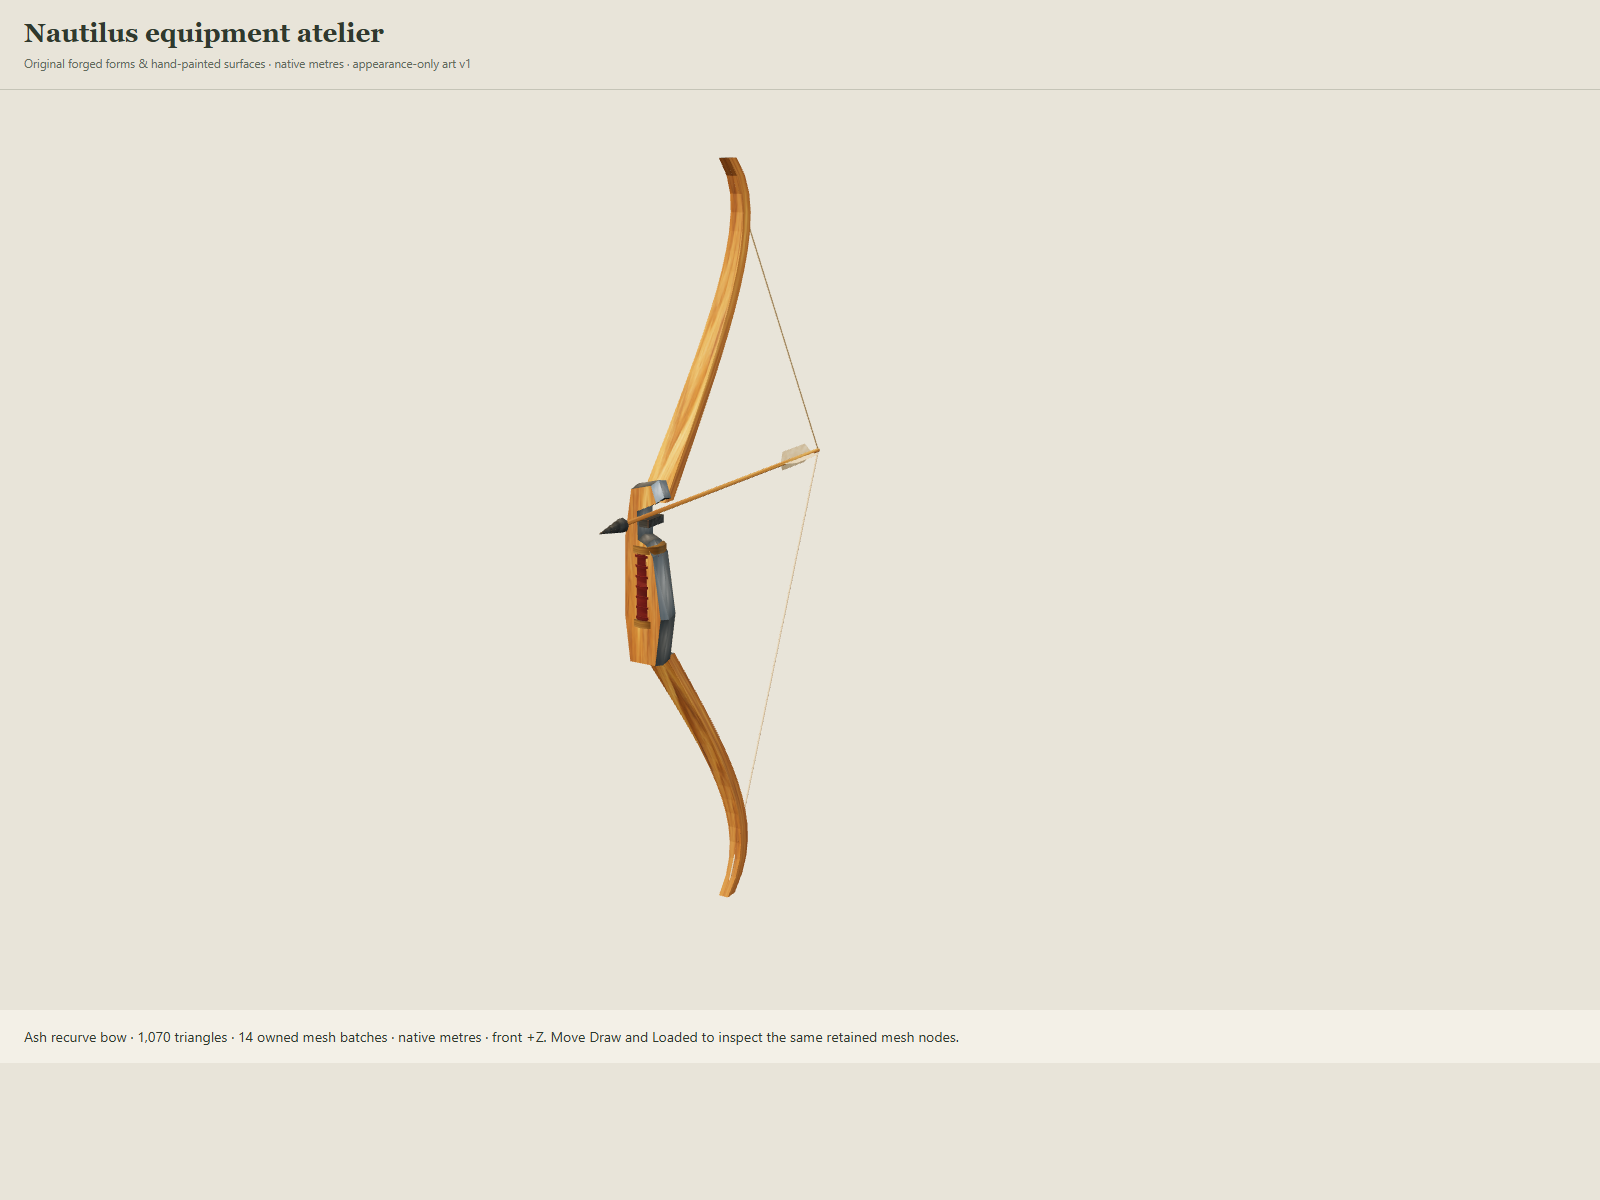 Nautilus equipment atelier
Original forged forms & hand-painted surfaces · native metres · appearance-only art v1
Ash recurve bow · 1,070 triangles · 14 owned mesh batches · native metres · front +Z. Move Draw and Loaded to inspect the same retained mesh nodes.